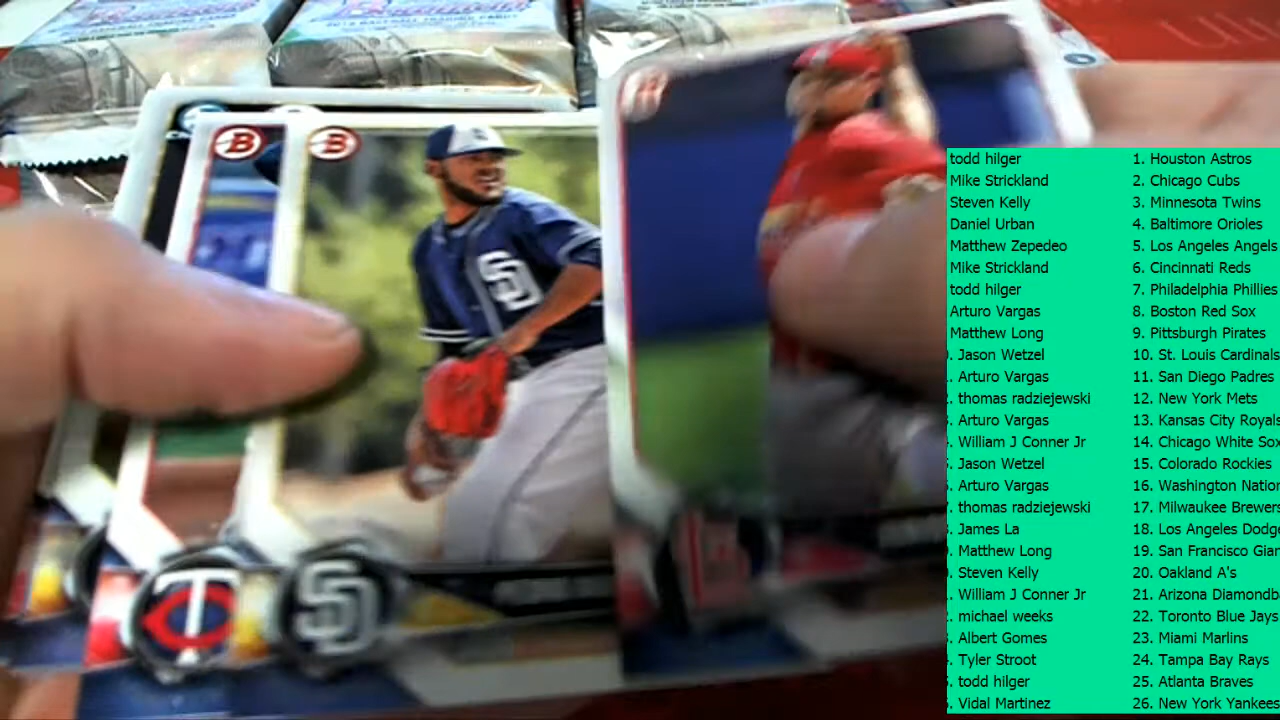 B
B
SD
T
C
SD
todd hilger 1. Houston Astros
Mike Strickland 2. Chicago Cubs
Steven Kelly 3. Minnesota Twins
Daniel Urban 4. Baltimore Orioles
Matthew Zepedeo 5. Los Angeles Angels
Mike Strickland 6. Cincinnati Reds
todd hilger 7. Philadelphia Phillies
Arturo Vargas 8. Boston Red Sox
Matthew Long 9. Pittsburgh Pirates
. Jason Wetzel 10. St. Louis Cardinals
. Arturo Vargas 11. San Diego Padres
. thomas radziejewski 12. New York Mets
. Arturo Vargas 13. Kansas City Royals
. William J Conner Jr 14. Chicago White Sox
. Jason Wetzel 15. Colorado Rockies
. Arturo Vargas 16. Washington Nation
. thomas radziejewski 17. Milwaukee Brewers
. James La 18. Los Angeles Dodge
. Matthew Long 19. San Francisco Gian
. Steven Kelly 20. Oakland A's
. William J Conner Jr 21. Arizona Diamondb
. michael weeks 22. Toronto Blue Jays
. Albert Gomes 23. Miami Marlins
. Tyler Stroot 24. Tampa Bay Rays
. todd hilger 25. Atlanta Braves
. Vidal Martinez 26. New York Yankees